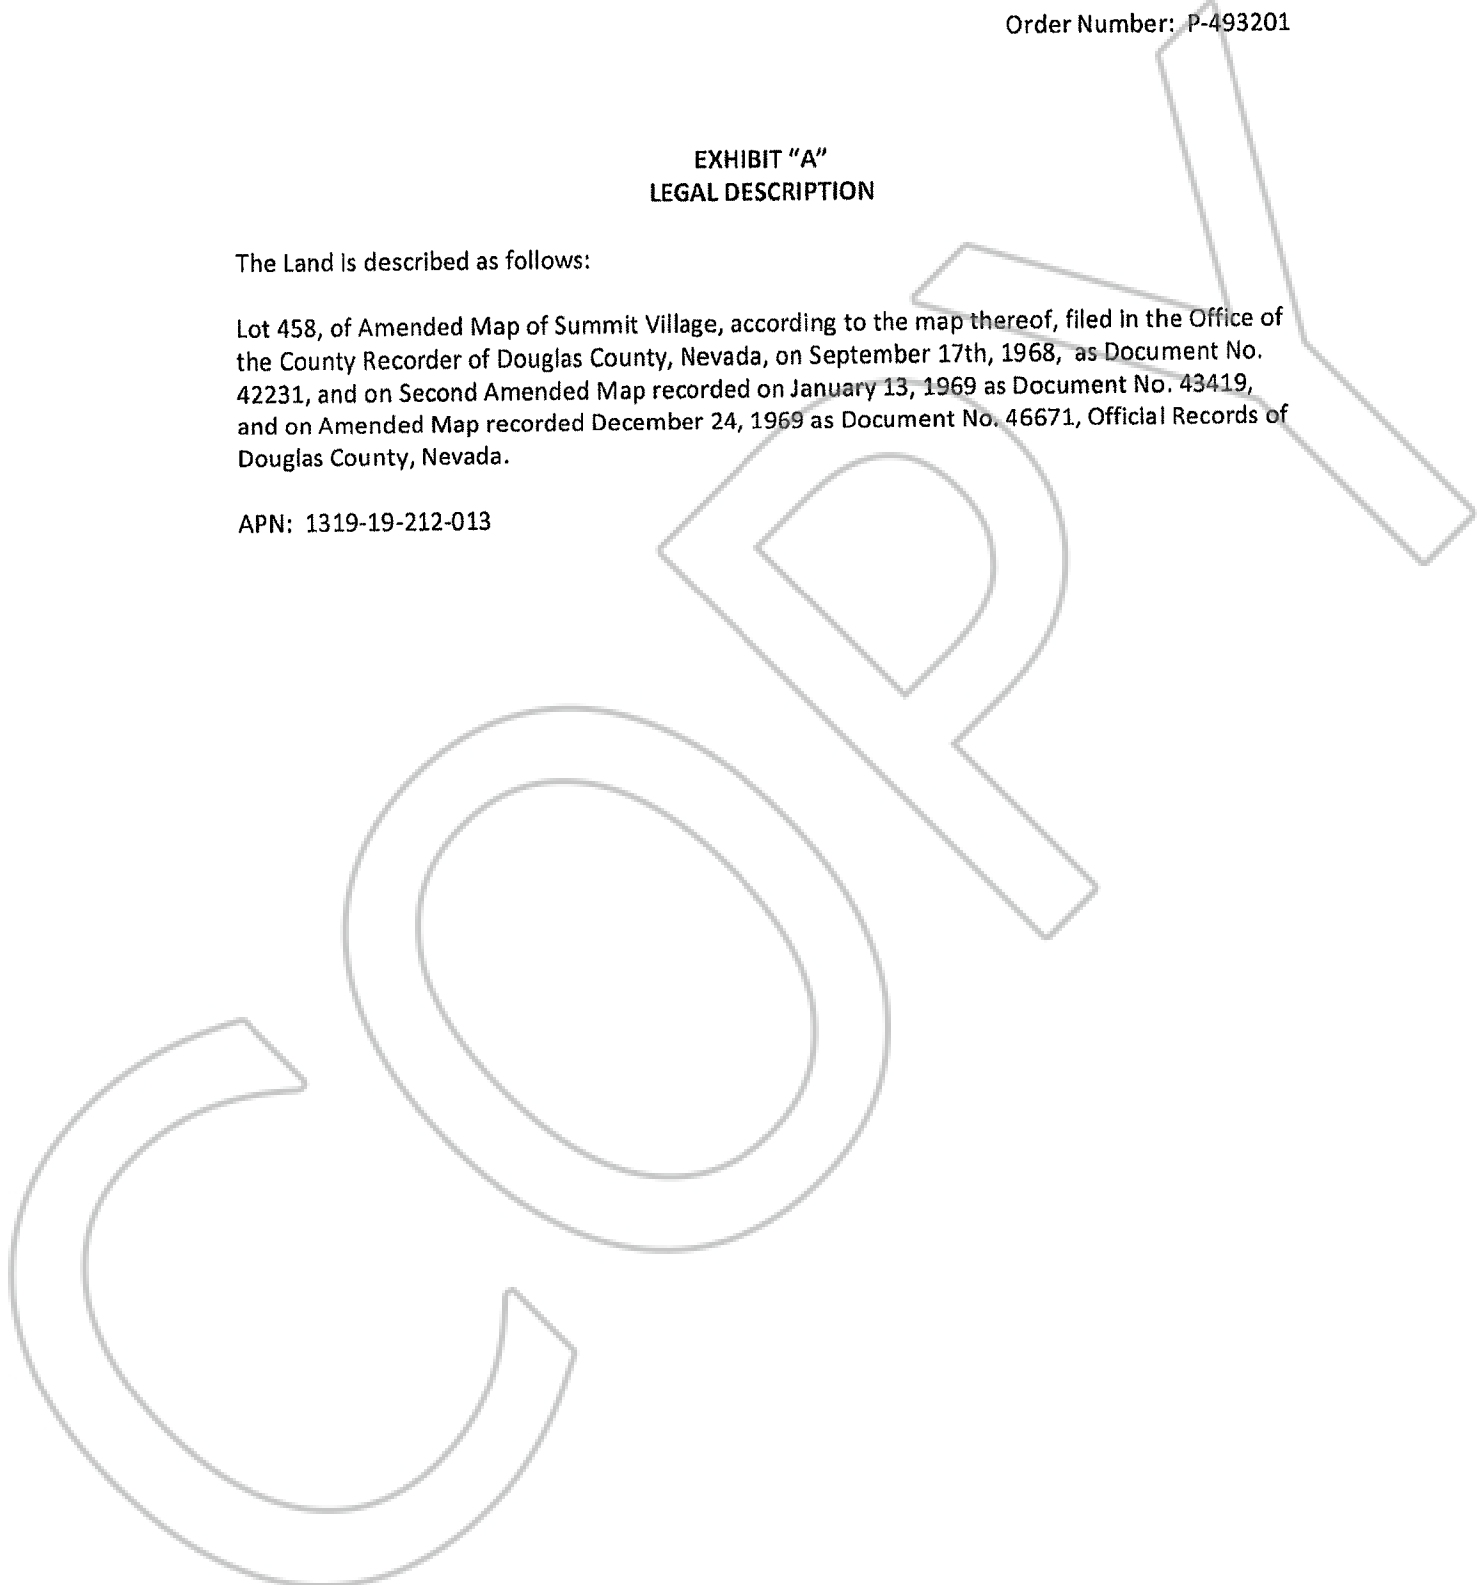 Order Number: P-493201
EXHIBIT “A”
LEGAL DESCRIPTION
The Land is described as follows:
Lot 458, of Amended Map of Summit Village, according to the map thereof, filed in the Office of
the County Recorder of Douglas County, Nevada, on September 17th, 1968, as Document No.
42231, and on Second Amended Map recorded on January 13, 1969 as Document No. 43419,
and on Amended Map recorded December 24, 1969 as Document No. 46671, Official Records of
Douglas County, Nevada.
APN: 1319-19-212-013
COPY